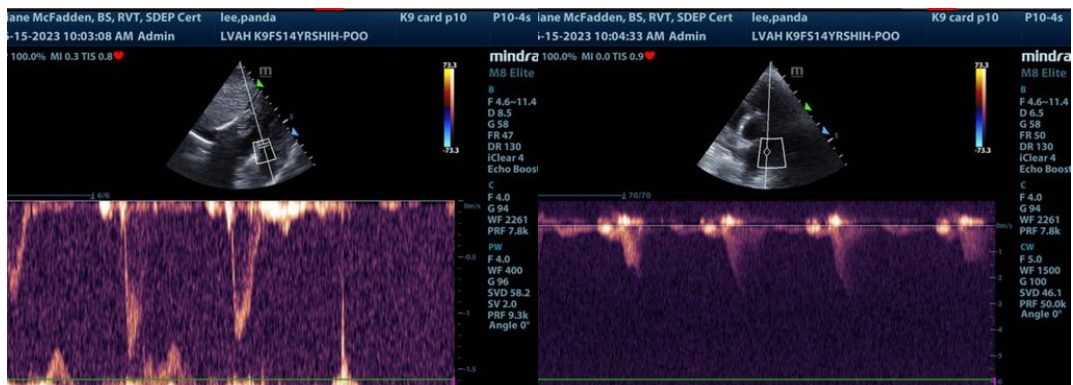 iane McFadden, BS, RVT, SDEP Cert lee,panda K9 card p10 P10-4s
-15-2023 10:03:08 AM Admin LVAH K9FS14YRSHIH-POO
100.0% MI 0.3 TIS 0.8
m
73.3
-73.3
mindra
M8 Elite
B
F 4.6~11.4
D 8.5
G 58
FR 47
DR 130
iClear 4
Echo Boost
C
F 4.0
G 94
WF 2261
PRF 7.8k
PW
F 4.0
WF 400
G 96
SVD 58.2
SV 2.0
PRF 9.3k
Angle 0°
6/6
0m/s
-0.5
-1
-1.5
iane McFadden, BS, RVT, SDEP Cert lee,panda K9 card p10 P10-4s
-15-2023 10:04:33 AM Admin LVAH K9FS14YRSHIH-POO
100.0% MI 0.0 TIS 0.9
m
5
73.3
-73.3
mindra
M8 Elite
B
F 4.6~11.4
D 6.5
G 58
FR 50
DR 130
iClear 4
Echo Boost
C
F 4.0
G 94
WF 2261
PRF 7.8k
CW
F 5.0
WF 1500
G 100
SVD 46.1
PRF 50.0k
Angle 0°
70/70
0m/s
-1
-2
-3
-4
-5